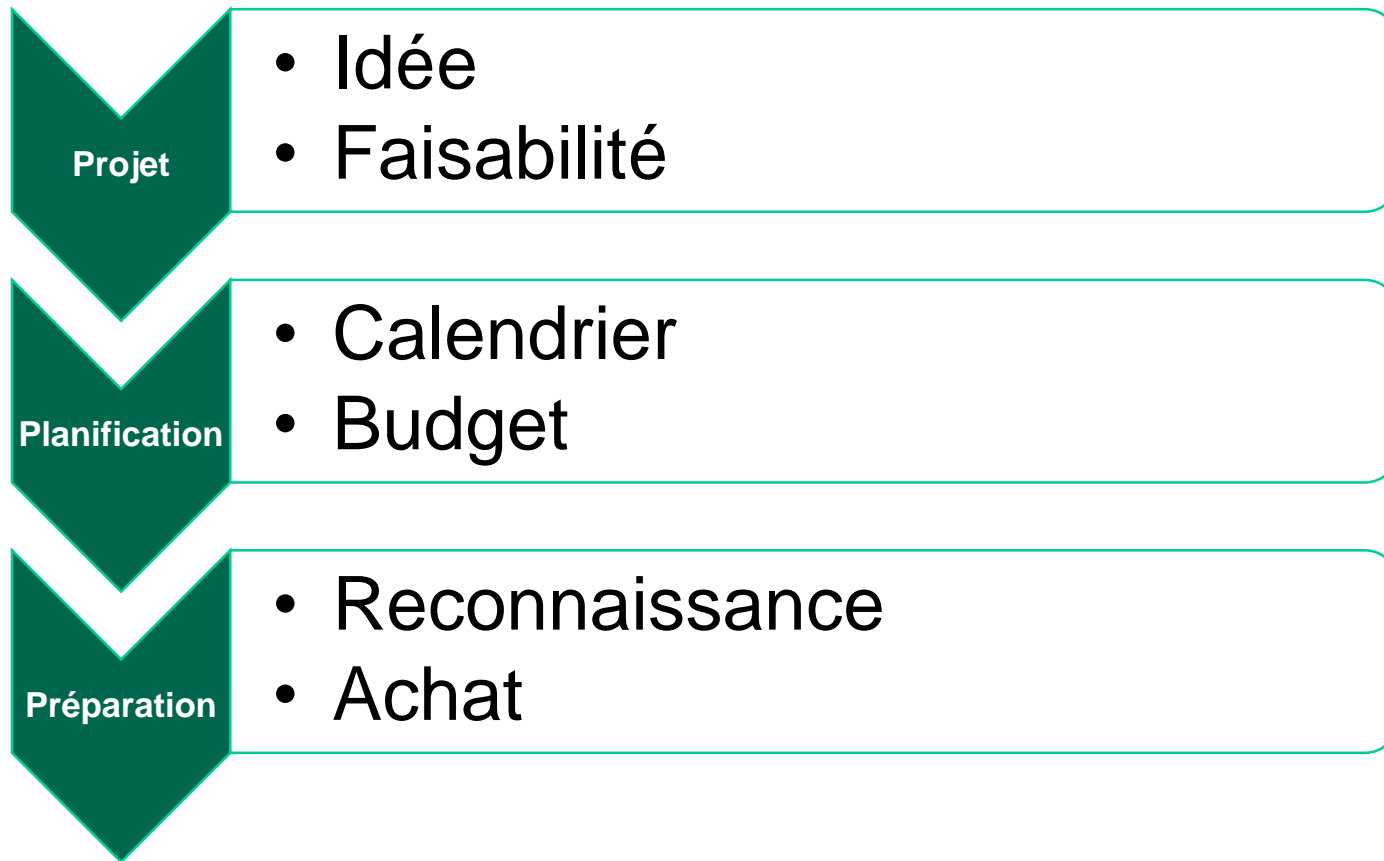 Projet
• Idée
• Faisabilité
Planification
• Calendrier
• Budget
Préparation
• Reconnaissance
• Achat